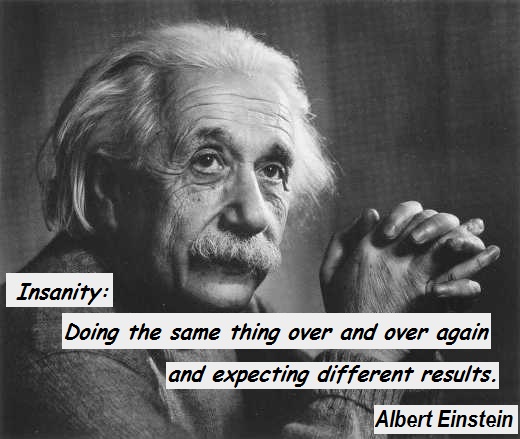 Insanity:
Doing the same thing over and over again
and expecting different results.
Albert Einstein